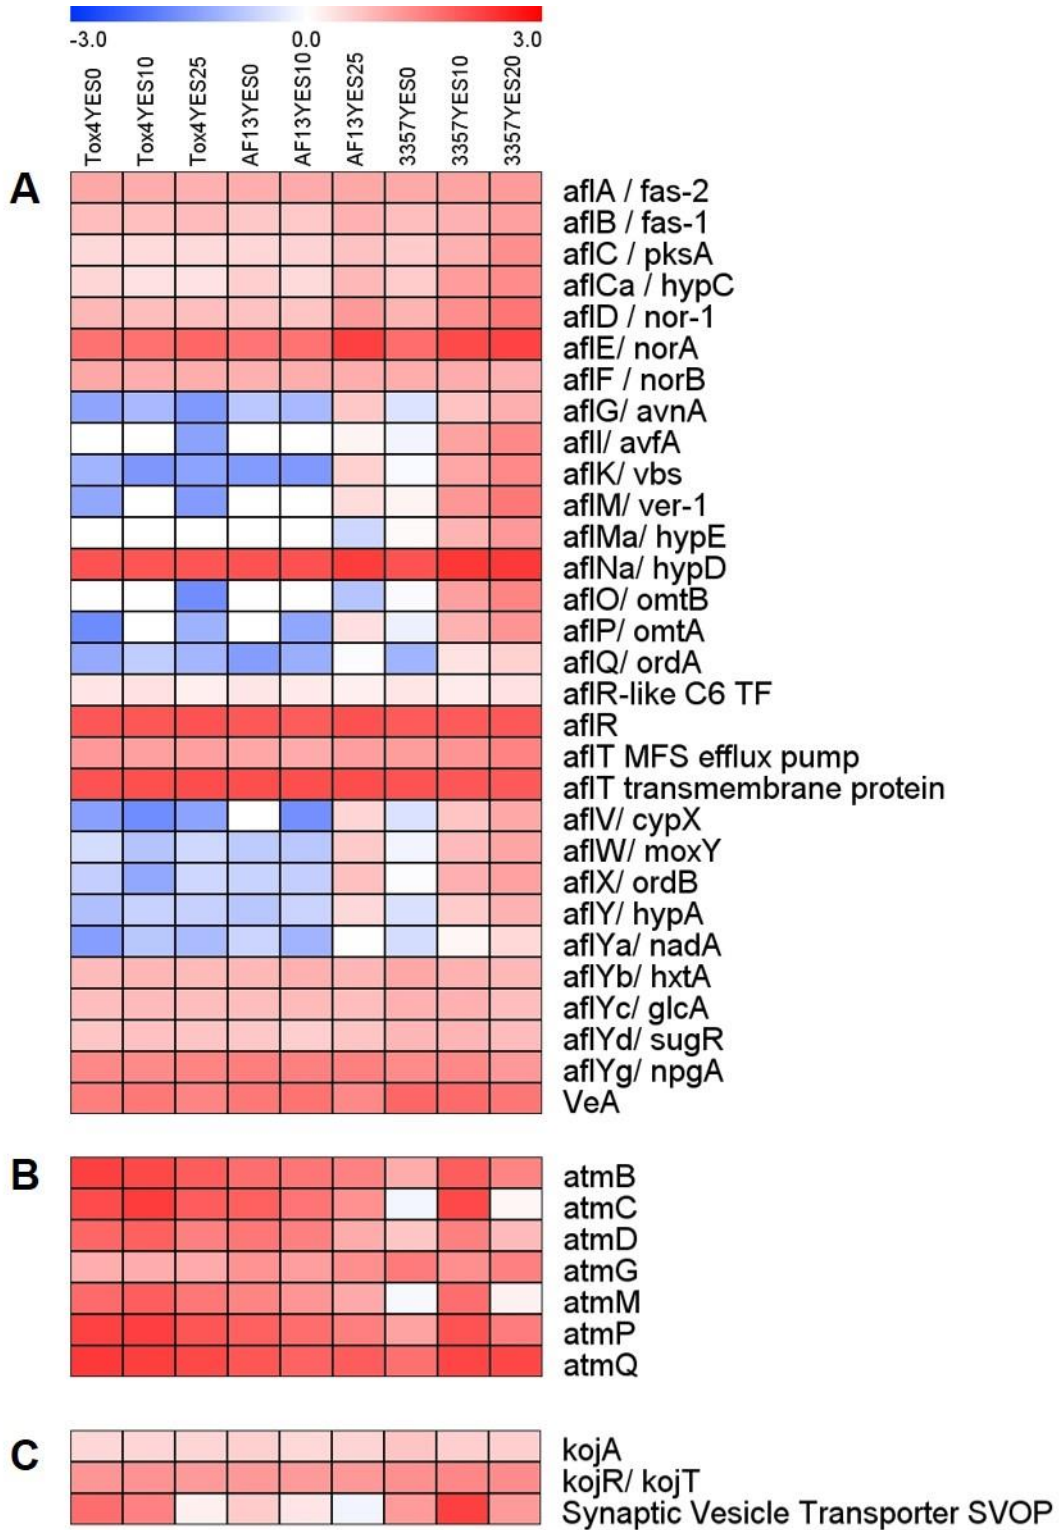 -3.0 0.0 3.0
Tox4YES0 Tox4YES10 Tox4YES25 AF13YES0 AF13YES10 AF13YES25 3357YES0 3357YES10 3357YES20
A
aflA / fas-2
aflB / fas-1
aflC / pksA
aflCa / hypC
aflD / nor-1
aflE/ norA
aflF / norB
aflG/ avnA
aflI/ avfA
aflK/ vbs
aflM/ ver-1
aflMa/ hypE
aflNa/ hypD
aflO/ omtB
aflP/ omtA
aflQ/ ordA
aflR-like C6 TF
aflR
aflT MFS efflux pump
aflT transmembrane protein
aflV/ cypX
aflW/ moxY
aflX/ ordB
aflY/ hypA
aflYa/ nadA
aflYb/ hxtA
aflYc/ glcA
aflYd/ sugR
aflYg/ npgA
VeA
B
atmB
atmC
atmD
atmG
atmM
atmP
atmQ
C
kojA
kojR/ kojT
Synaptic Vesicle Transporter SVOP